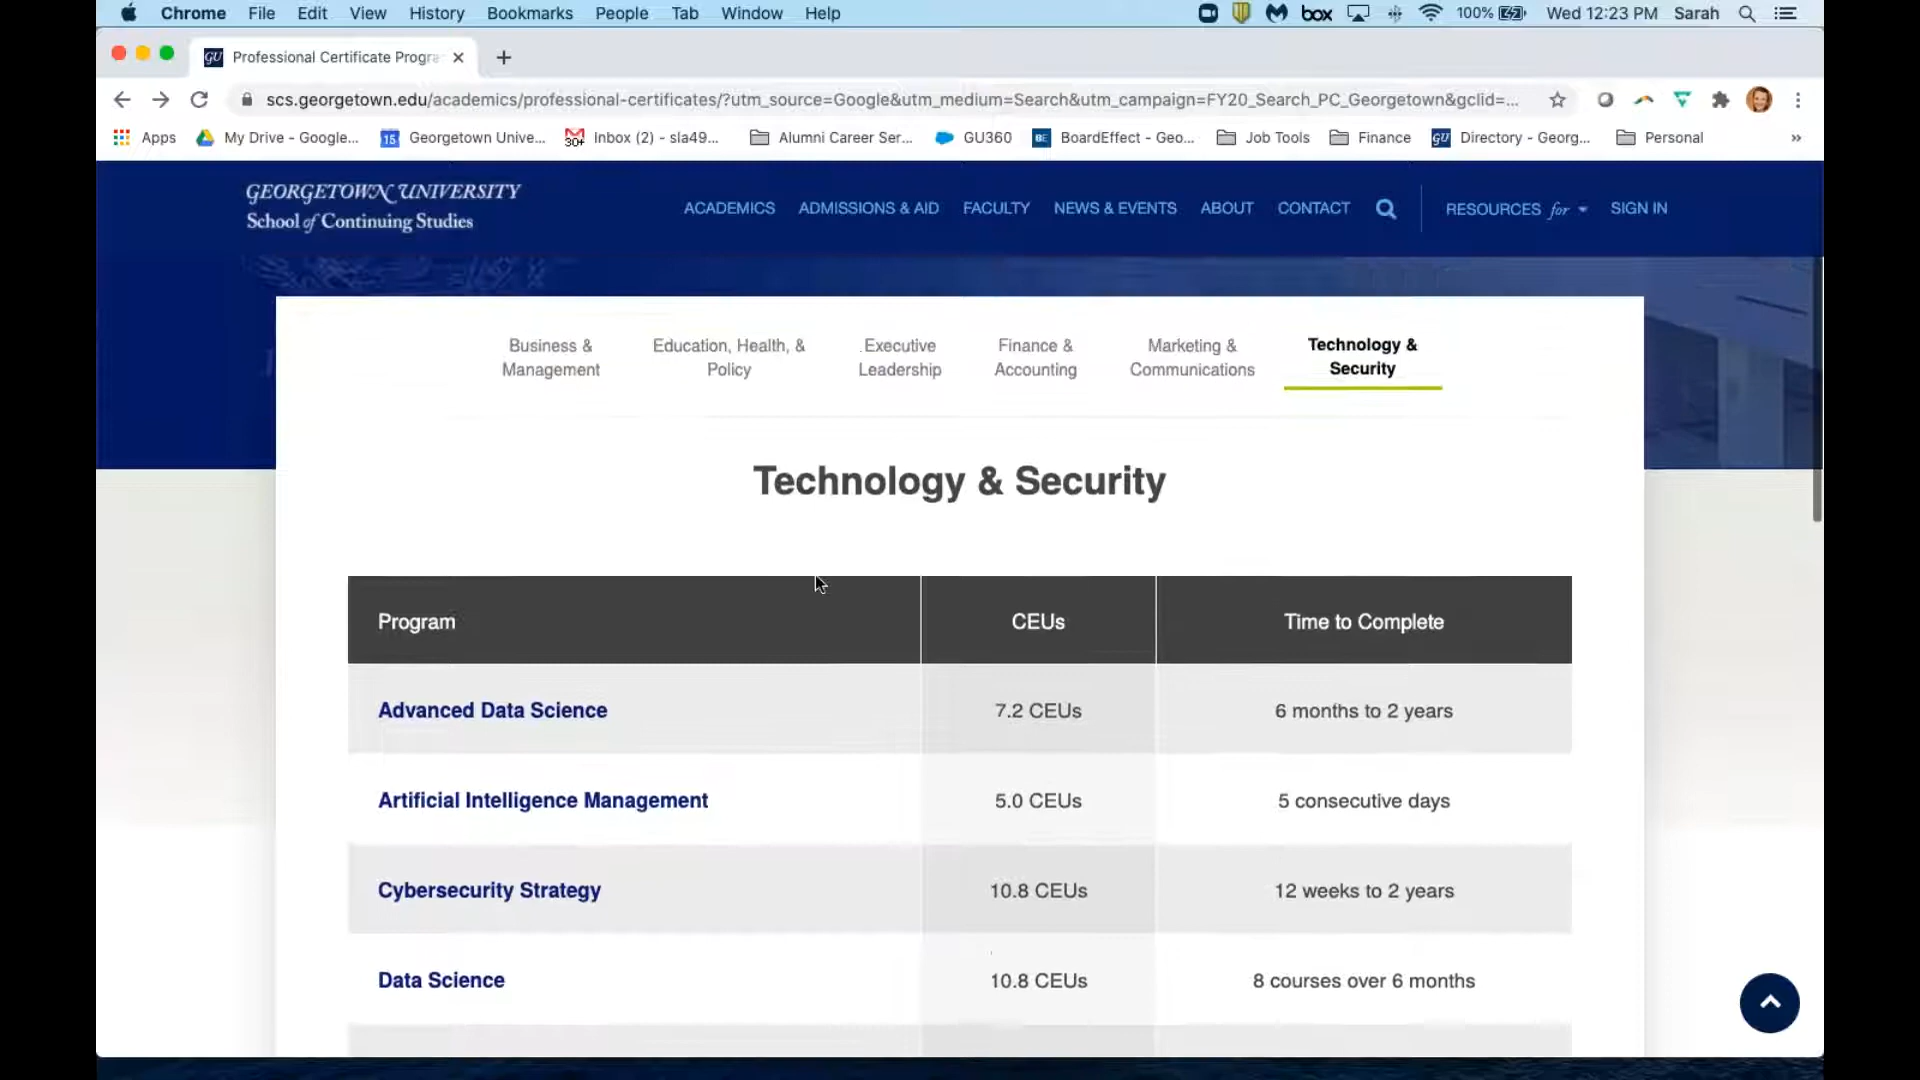 Chrome File Edit View History Bookmarks People Tab Window Help box 100% Wed 12:23 PM Sarah
GU Professional Certificate Progra
scs.georgetown.edu/academics/professional-certificates/?utm_source=Google&utm_medium=Search&utm_campaign=FY20_Search_PC_Georgetown&gclid=...
Apps My Drive - Google... 15 Georgetown Unive... 30+ Inbox (2) - sla49... Alumni Career Ser... GU360 BE BoardEffect - Geo... Job Tools Finance GU Directory - Georg... Personal »
GEORGETOWN UNIVERSITY
School of Continuing Studies
ACADEMICS ADMISSIONS & AID FACULTY NEWS & EVENTS ABOUT CONTACT RESOURCES for SIGN IN
Business &
Management
Education, Health, &
Policy
Executive
Leadership
Finance &
Accounting
Marketing &
Communications
Technology &
Security
Technology & Security
Program CEUs Time to Complete
Advanced Data Science 7.2 CEUs 6 months to 2 years
Artificial Intelligence Management 5.0 CEUs 5 consecutive days
Cybersecurity Strategy 10.8 CEUs 12 weeks to 2 years
Data Science 10.8 CEUs 8 courses over 6 months